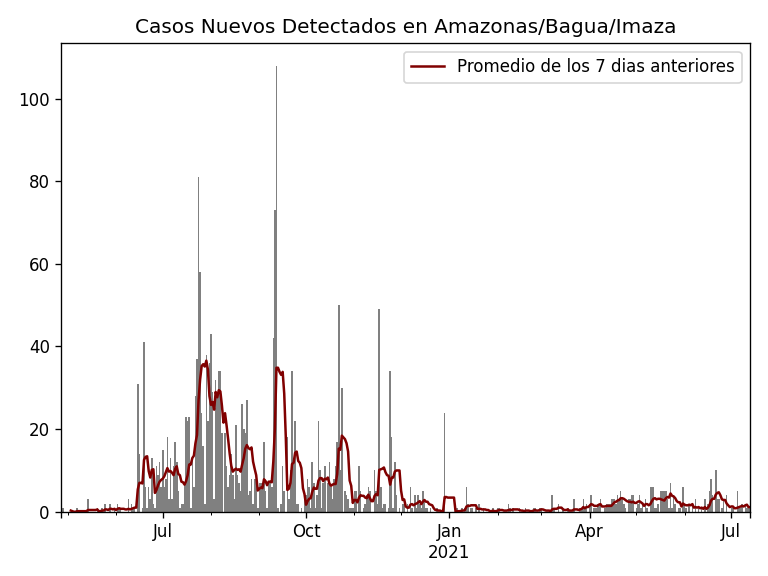 Casos Nuevos Detectados en Amazonas/Bagua/Imaza
Promedio de los 7 dias anteriores
100
80
60
40
20
0
Jul Oct Jan Apr Jul
2021